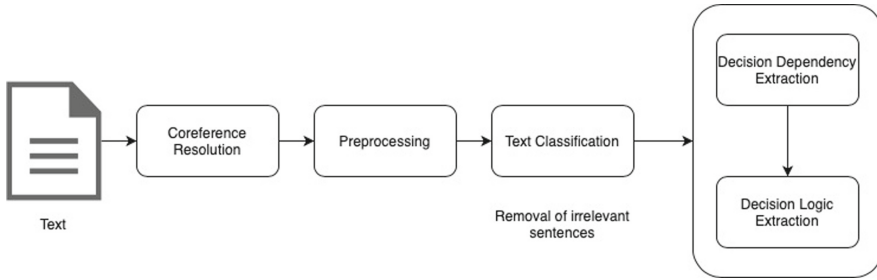 Text
Coreference
Resolution
Preprocessing
Text Classification
Removal of irrelevant
sentences
Decision Dependency
Extraction
Decision Logic
Extraction